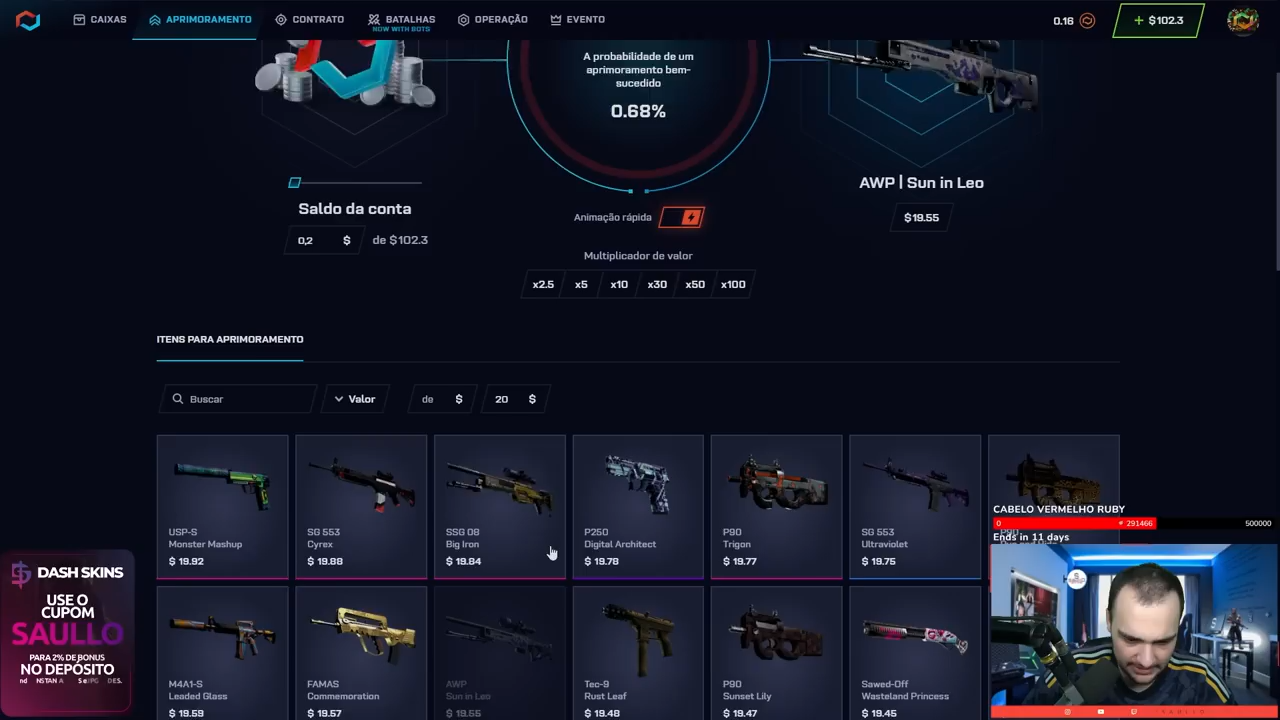 CAIXAS
APRIMORAMENTO
CONTRATO
BATALHAS
NOW WITH BOTS
OPERAÇÃO
EVENTO
0.16
+ $102.3
A probabilidade de um
aprimoramento bem-
sucedido
0.68%
Saldo da conta
0,2 $ de $102.3
Animação rápida
Multiplicador de valor
x2.5 x5 x10 x30 x50 x100
AWP | Sun in Leo
$19.55
ITENS PARA APRIMORAMENTO
Buscar
Valor
de $
20 $
USP-S
Monster Mashup
$ 19.92
SG 553
Cyrex
$ 19.88
SSG 08
Big Iron
$ 19.84
P250
Digital Architect
$ 19.78
P90
Trigon
$ 19.77
SG 553
Ultraviolet
$ 19.75
M4A1-S
Leaded Glass
$ 19.59
FAMAS
Commemoration
$ 19.57
AWP
Sun in Leo
$ 19.55
Tec-9
Rust Leaf
$ 19.48
P90
Sunset Lily
$ 19.47
Sawed-Off
Wasteland Princess
$ 19.45
CABELO VERMELHO RUBY
0 291466 500000
Ends in 11 days
DASH SKINS
USE O
CUPOM
SAULLO
PARA 2% DE BONUS
NO DEPÓSITO